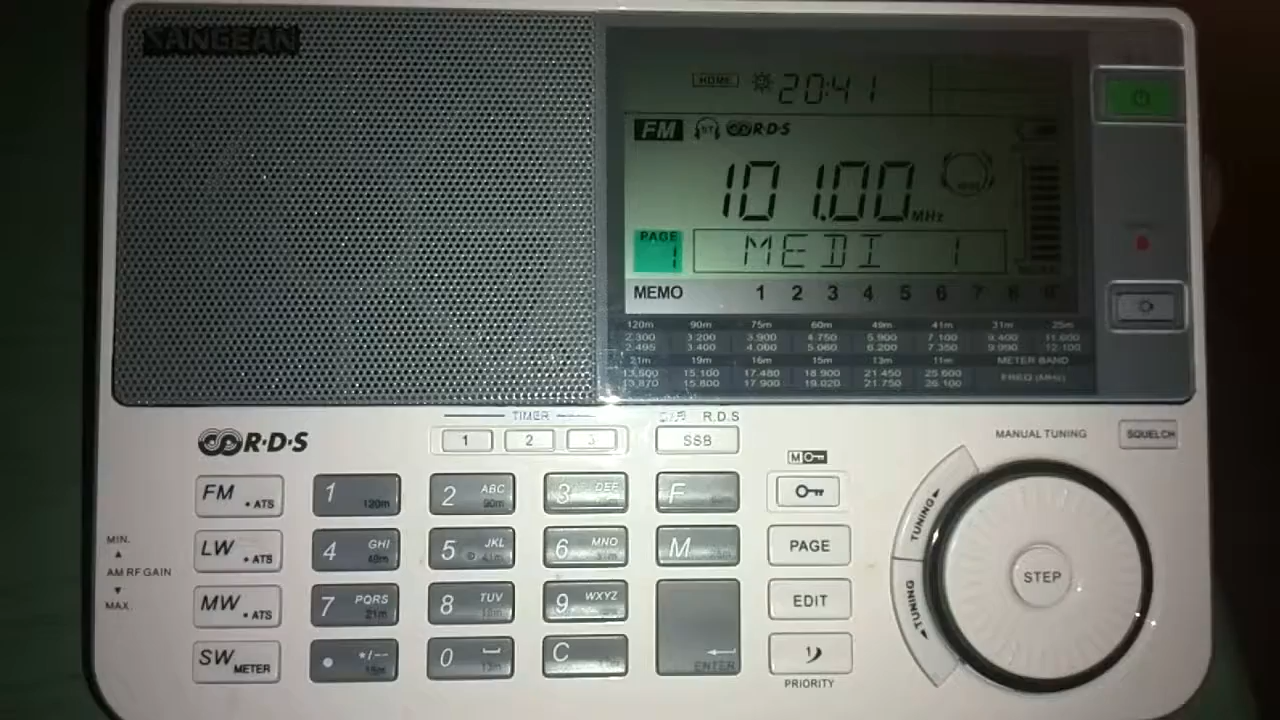 SANGEAN
HOME 20:41
FM ST R·D·S
101.00 MHz
PAGE 1
MEDI 1
MEMO 1 2 3 4 5 6 7 8 9
120m 90m 75m 60m 49m 41m 31m 25m
2.300 3.200 3.900 4.750 5.900 7.100 9.400 11.600
2.495 3.400 4.000 5.060 6.200 7.350 9.990 12.100
21m 19m 16m 15m 13m 11m METER BAND
13.500 15.100 17.480 18.900 21.450 25.600 FREQ (MHz)
13.870 15.800 17.900 19.020 21.750 26.100
TIMER
R.D.S
R·D·S
1 2 3
SSB
MANUAL TUNING
SQUELCH
FM • ATS
1 120m
2 ABC 90m
3 DEF
F
M
LW • ATS
4 GHI 49m
5 JKL 41m
6 MNO
M
PAGE
TUNING
STEP
MIN.
AM RF GAIN
MAX.
MW • ATS
7 PQRS 21m
8 TUV
9 WXYZ
EDIT
TUNING
SW METER
• */--
0 13m
C
ENTER
PRIORITY